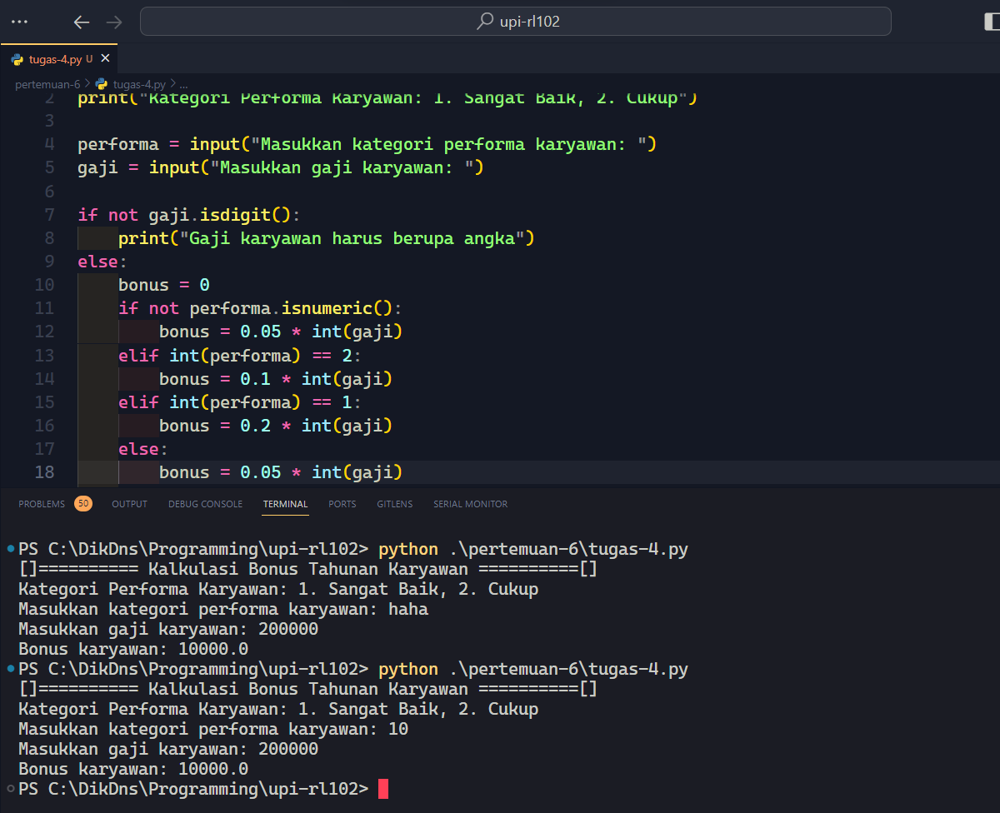 ··· ← → upi-rl102
tugas-4.py U ×
pertemuan-6 > tugas-4.py > ...
2 print("Kategori Performa Karyawan: 1. Sangat Baik, 2. Cukup")
3
4 performa = input("Masukkan kategori performa karyawan: ")
5 gaji = input("Masukkan gaji karyawan: ")
6
7 if not gaji.isdigit():
8 print("Gaji karyawan harus berupa angka")
9 else:
10 bonus = 0
11 if not performa.isnumeric():
12 bonus = 0.05 * int(gaji)
13 elif int(performa) == 2:
14 bonus = 0.1 * int(gaji)
15 elif int(performa) == 1:
16 bonus = 0.2 * int(gaji)
17 else:
18 bonus = 0.05 * int(gaji)
PROBLEMS 50 OUTPUT DEBUG CONSOLE TERMINAL PORTS GITLENS SERIAL MONITOR
PS C:\DikDns\Programming\upi-rl102> python .\pertemuan-6\tugas-4.py
[]========== Kalkulasi Bonus Tahunan Karyawan ==========[]
Kategori Performa Karyawan: 1. Sangat Baik, 2. Cukup
Masukkan kategori performa karyawan: haha
Masukkan gaji karyawan: 200000
Bonus karyawan: 10000.0
PS C:\DikDns\Programming\upi-rl102> python .\pertemuan-6\tugas-4.py
[]========== Kalkulasi Bonus Tahunan Karyawan ==========[]
Kategori Performa Karyawan: 1. Sangat Baik, 2. Cukup
Masukkan kategori performa karyawan: 10
Masukkan gaji karyawan: 200000
Bonus karyawan: 10000.0
PS C:\DikDns\Programming\upi-rl102>